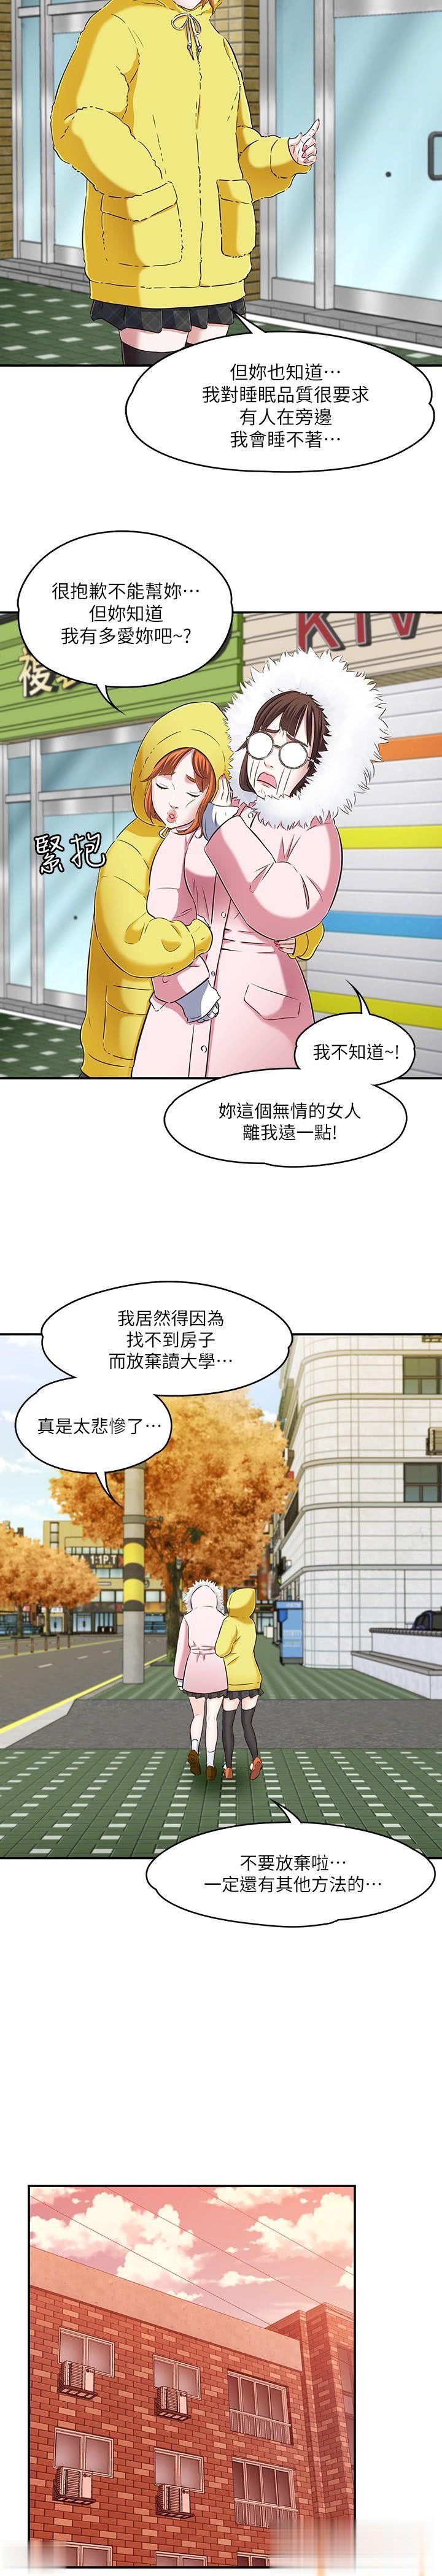 但妳也知道…
我對睡眠品質很要求
有人在旁邊
我會睡不著…
很抱歉不能幫妳…
但妳知道
我有多愛妳吧~?
夜
KIV
緊抱
我不知道~!
妳這個無情的女人
離我遠一點!
我居然得因為
找不到房子
而放棄讀大學…
真是太悲慘了…
1:1P.T
不要放棄啦…
一定還有其他方法的…